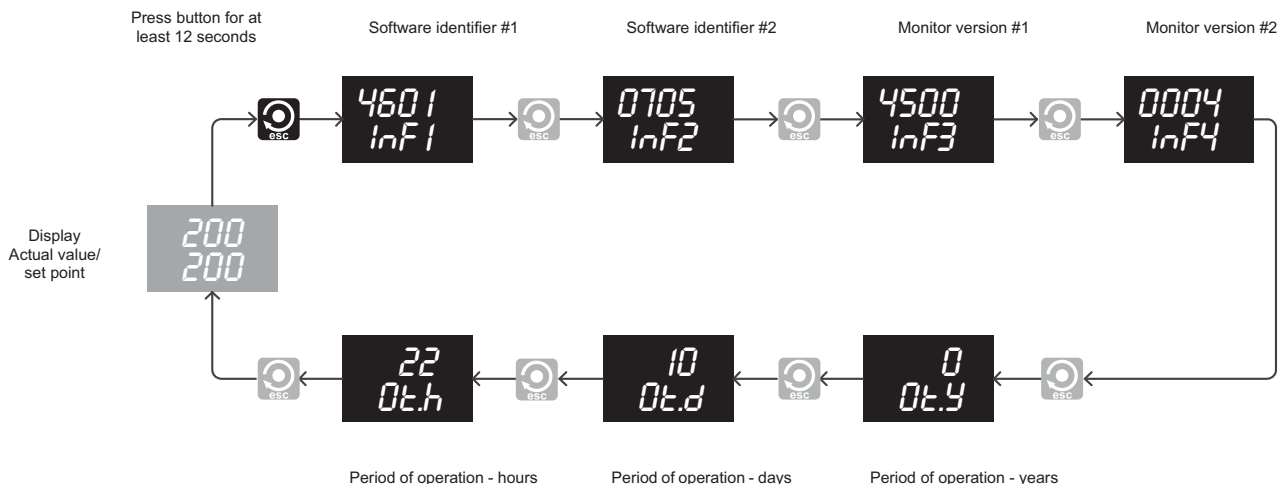 Press button for at
least 12 seconds
Software identifier #1
Software identifier #2
Monitor version #1
Monitor version #2
esc
4601
InF1
esc
0705
InF2
esc
4500
InF3
esc
0004
InF4
Display
Actual value/
set point
200
200
esc
22
Ot.h
esc
10
Ot.d
esc
0
Ot.y
esc
Period of operation - hours
Period of operation - days
Period of operation - years